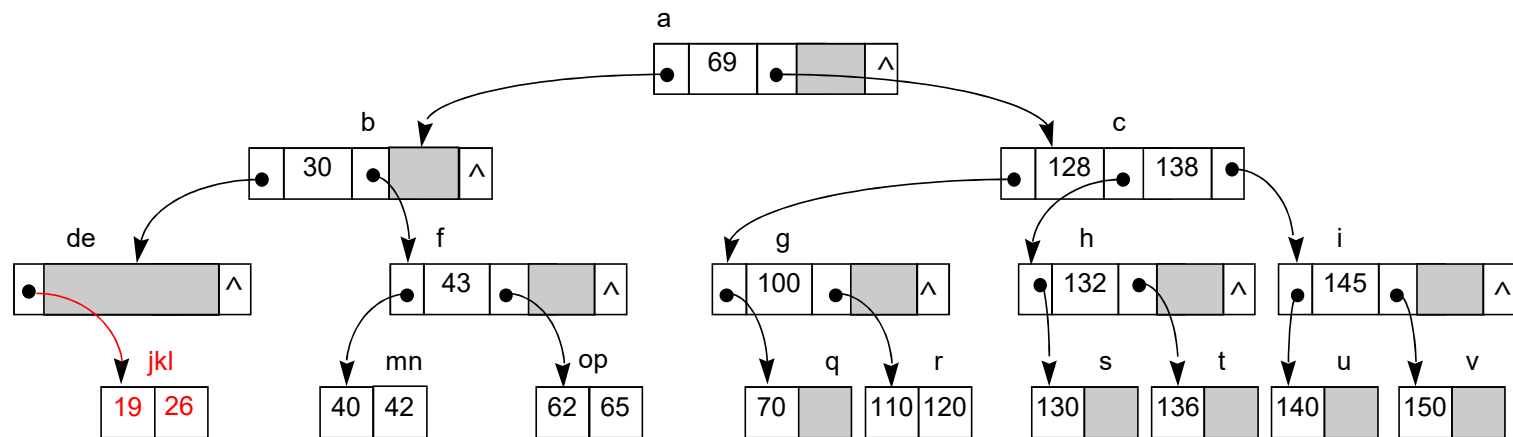 a
69 ^
b c
30 ^ 128 138
de f g h i
^ 43 ^ 100 ^ 132 ^ 145 ^
jkl mn op q r s t u v
19 26 40 42 62 65 70 110 120 130 136 140 150